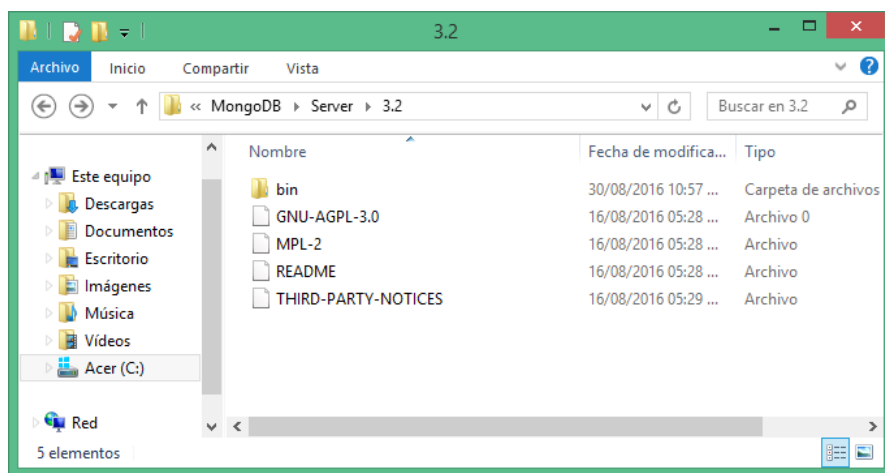 3.2
Archivo Inicio Compartir Vista
« MongoDB Server 3.2 Buscar en 3.2
Nombre Fecha de modifica... Tipo
Este equipo
Descargas
Documentos
Escritorio
Imágenes
Música
Vídeos
Acer (C:)
Red
bin 30/08/2016 10:57 ... Carpeta de archivos
GNU-AGPL-3.0 16/08/2016 05:28 ... Archivo 0
MPL-2 16/08/2016 05:28 ... Archivo
README 16/08/2016 05:28 ... Archivo
THIRD-PARTY-NOTICES 16/08/2016 05:29 ... Archivo
5 elementos